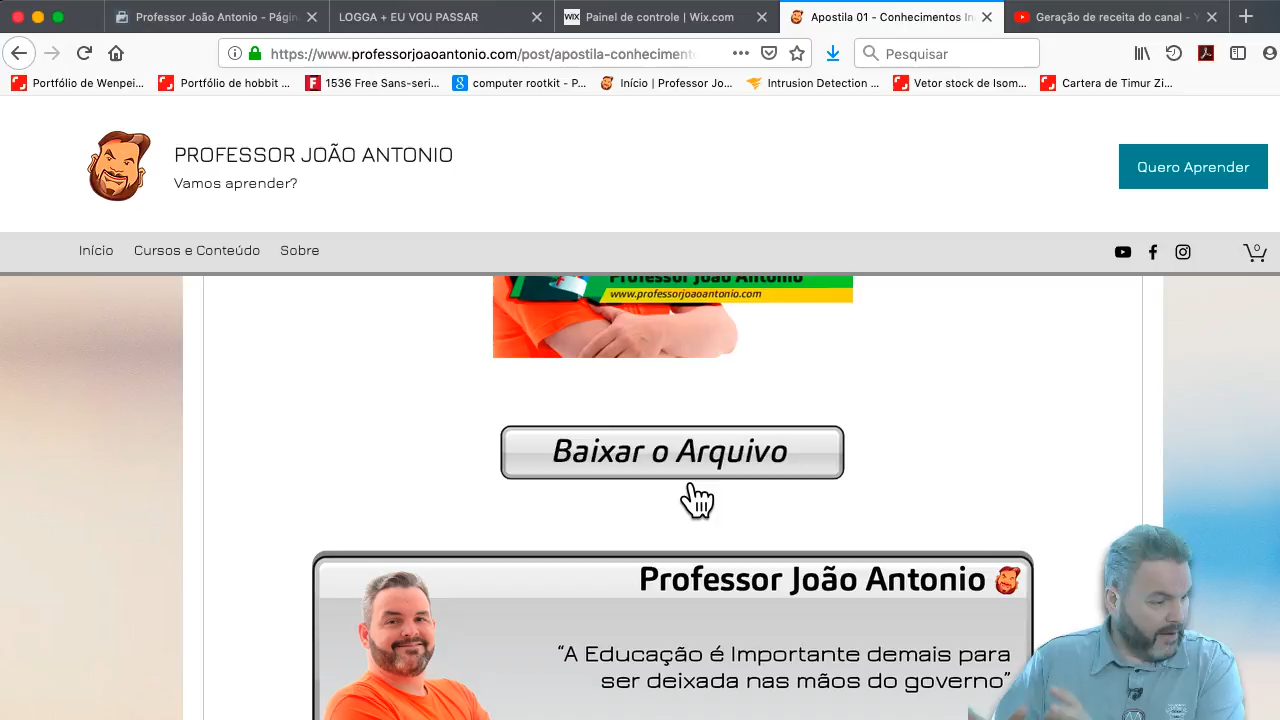 Professor João Antonio - Págin
LOGGA + EU VOU PASSAR
WIX Painel de controle | Wix.com
Apostila 01 - Conhecimentos In
Geração de receita do canal - Y
https://www.professorjoaoantonio.com/post/apostila-conheciment
Pesquisar
Portfólio de Wenpei...
Portfólio de hobbit ...
F 1536 Free Sans-seri...
g computer rootkit - P...
Início | Professor Jo...
Intrusion Detection ...
Vetor stock de Isom...
Cartera de Timur Zi...
PROFESSOR JOÃO ANTONIO
Vamos aprender?
Quero Aprender
Início
Cursos e Conteúdo
Sobre
0
Professor João Antonio
www.professorjoaoantonio.com
Baixar o Arquivo
Professor João Antonio
“A Educação é Importante demais para
ser deixada nas mãos do governo”